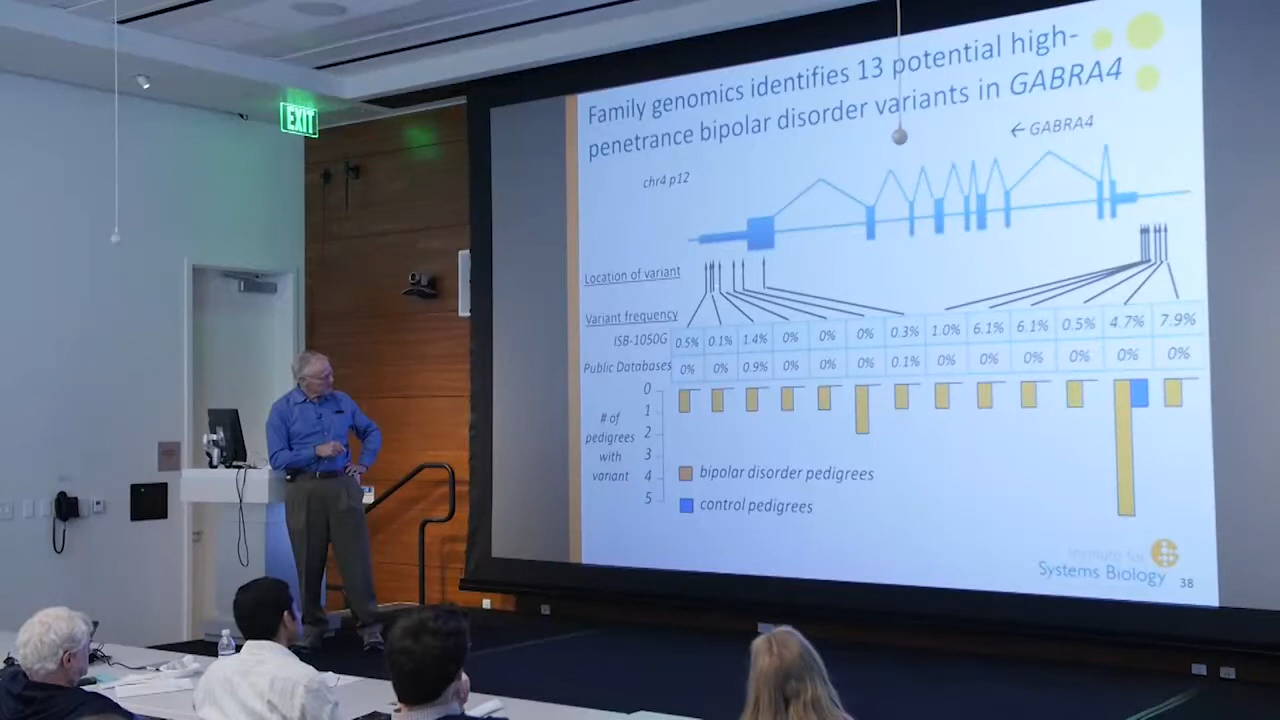 EXIT
Family genomics identifies 13 potential high-
penetrance bipolar disorder variants in GABRA4
← GABRA4
chr4 p12
Location of variant
Variant frequency
ISB-1050G 0.5% 0.1% 1.4% 0% 0% 0% 0.3% 1.0% 6.1% 6.1% 0.5% 4.7% 7.9%
Public Databases 0% 0% 0.9% 0% 0% 0% 0.1% 0% 0% 0% 0% 0% 0%
0
1
2
3
4
5
# of
pedigrees
with
variant
bipolar disorder pedigrees
control pedigrees
Institute for
Systems Biology
38